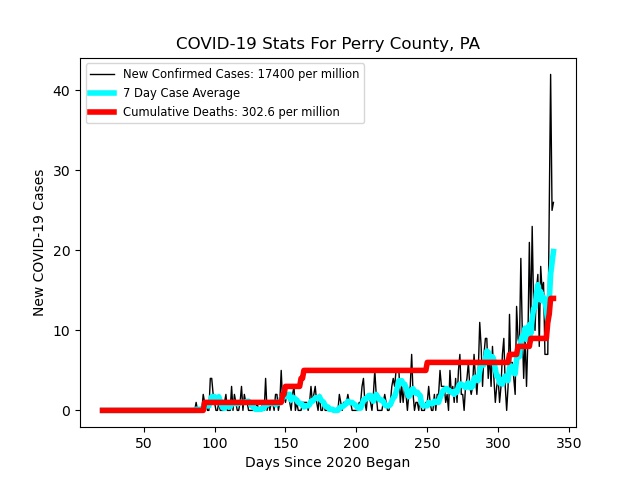 COVID-19 Stats For Perry County, PA
New Confirmed Cases: 17400 per million
7 Day Case Average
Cumulative Deaths: 302.6 per million
New COVID-19 Cases
40
30
20
10
0
50 100 150 200 250 300 350
Days Since 2020 Began